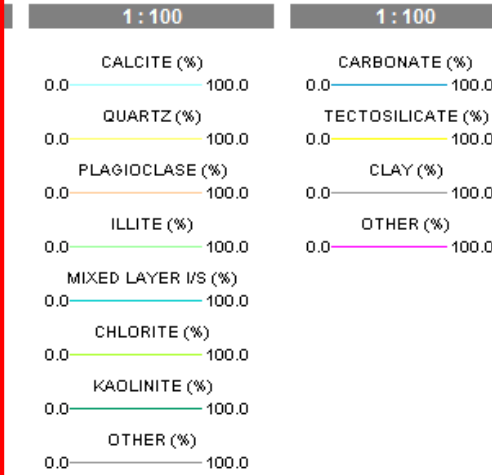 1 : 100
CALCITE (%)
0.0 100.0
QUARTZ (%)
0.0 100.0
PLAGIOCLASE (%)
0.0 100.0
ILLITE (%)
0.0 100.0
MIXED LAYER I/S (%)
0.0 100.0
CHLORITE (%)
0.0 100.0
KAOLINITE (%)
0.0 100.0
OTHER (%)
0.0 100.0
1 : 100
CARBONATE (%)
0.0 100.0
TECTOSILICATE (%)
0.0 100.0
CLAY (%)
0.0 100.0
OTHER (%)
0.0 100.0